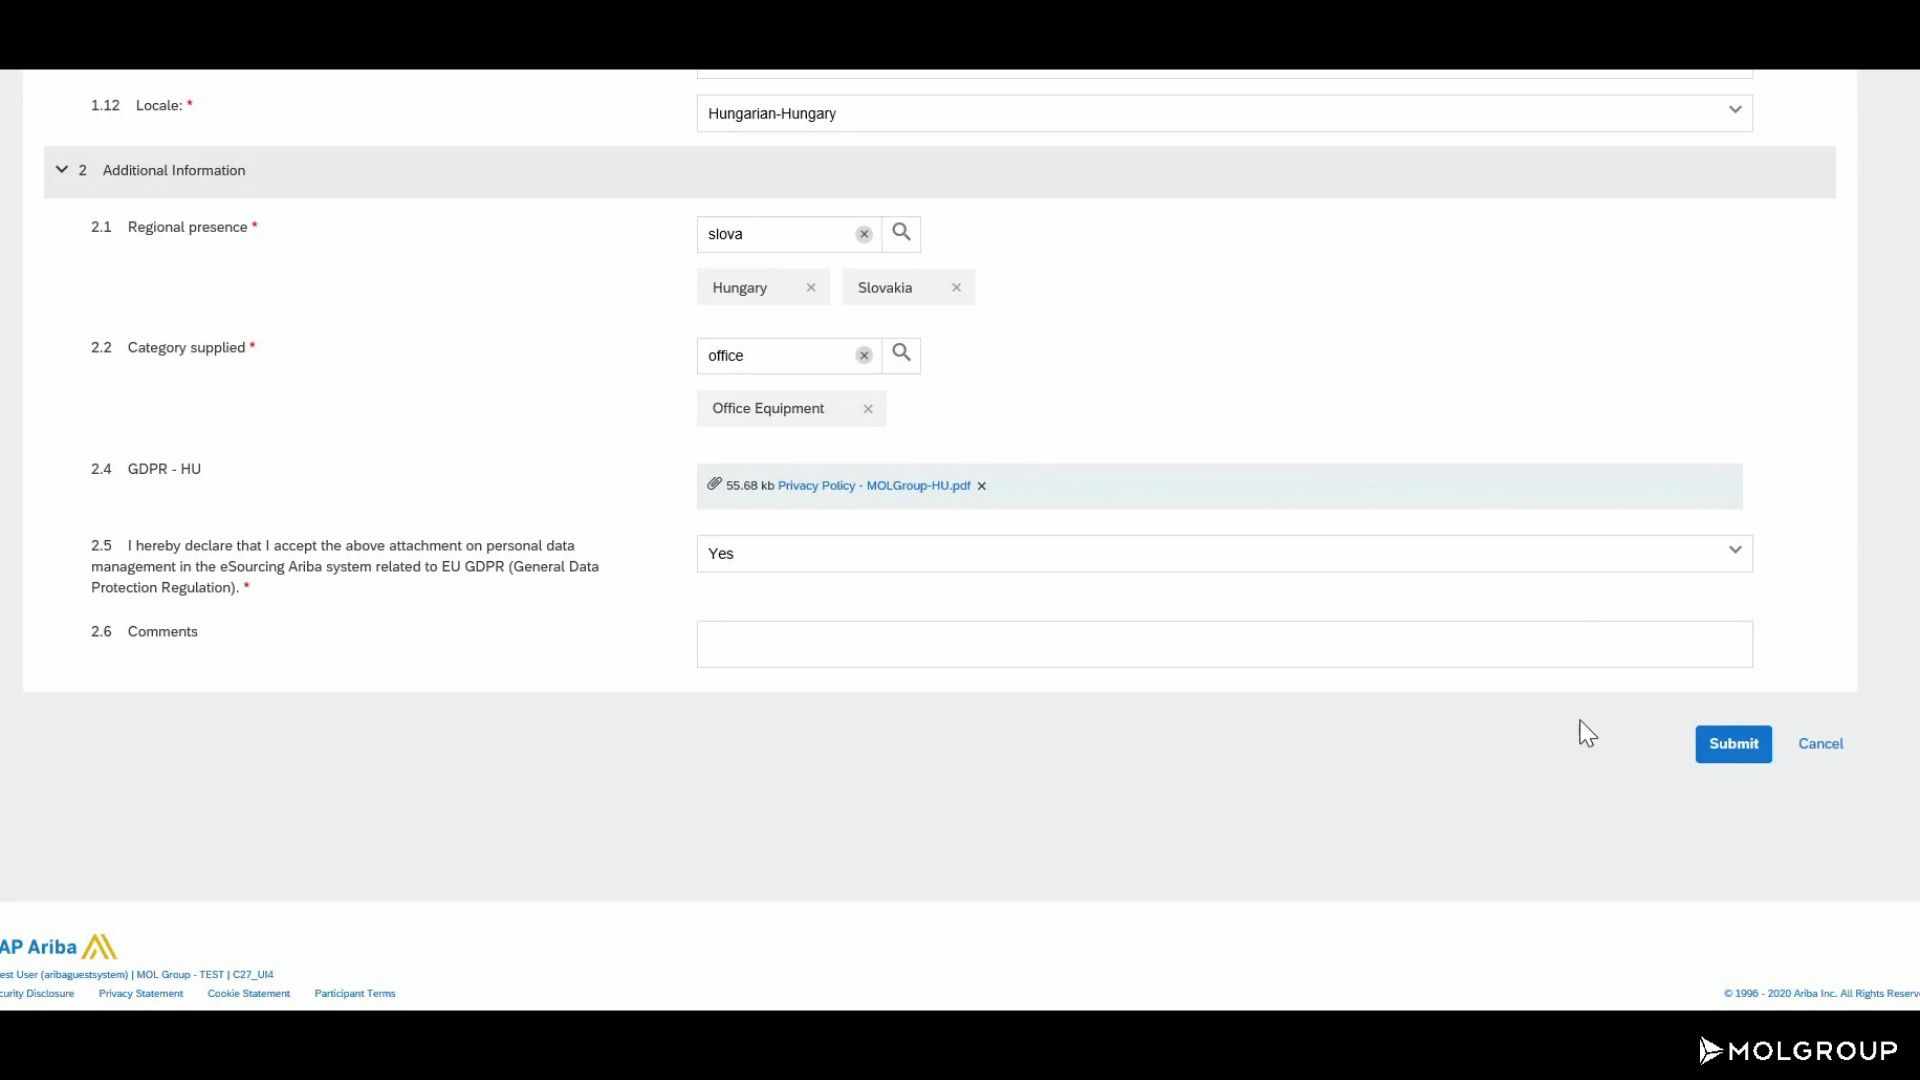 1.12 Locale: *
Hungarian-Hungary
2 Additional Information
2.1 Regional presence *
slova
Hungary
Slovakia
2.2 Category supplied *
office
Office Equipment
2.4 GDPR - HU
55.68 kb Privacy Policy - MOLGroup-HU.pdf
2.5 I hereby declare that I accept the above attachment on personal data
management in the eSourcing Ariba system related to EU GDPR (General Data
Protection Regulation). *
Yes
2.6 Comments
Submit
Cancel
AP Ariba
est User (aribaguestsystem) | MOL Group - TEST | C27_UI4
curity Disclosure Privacy Statement Cookie Statement Participant Terms
© 1996 - 2020 Ariba Inc. All Rights Reserv
MOLGROUP